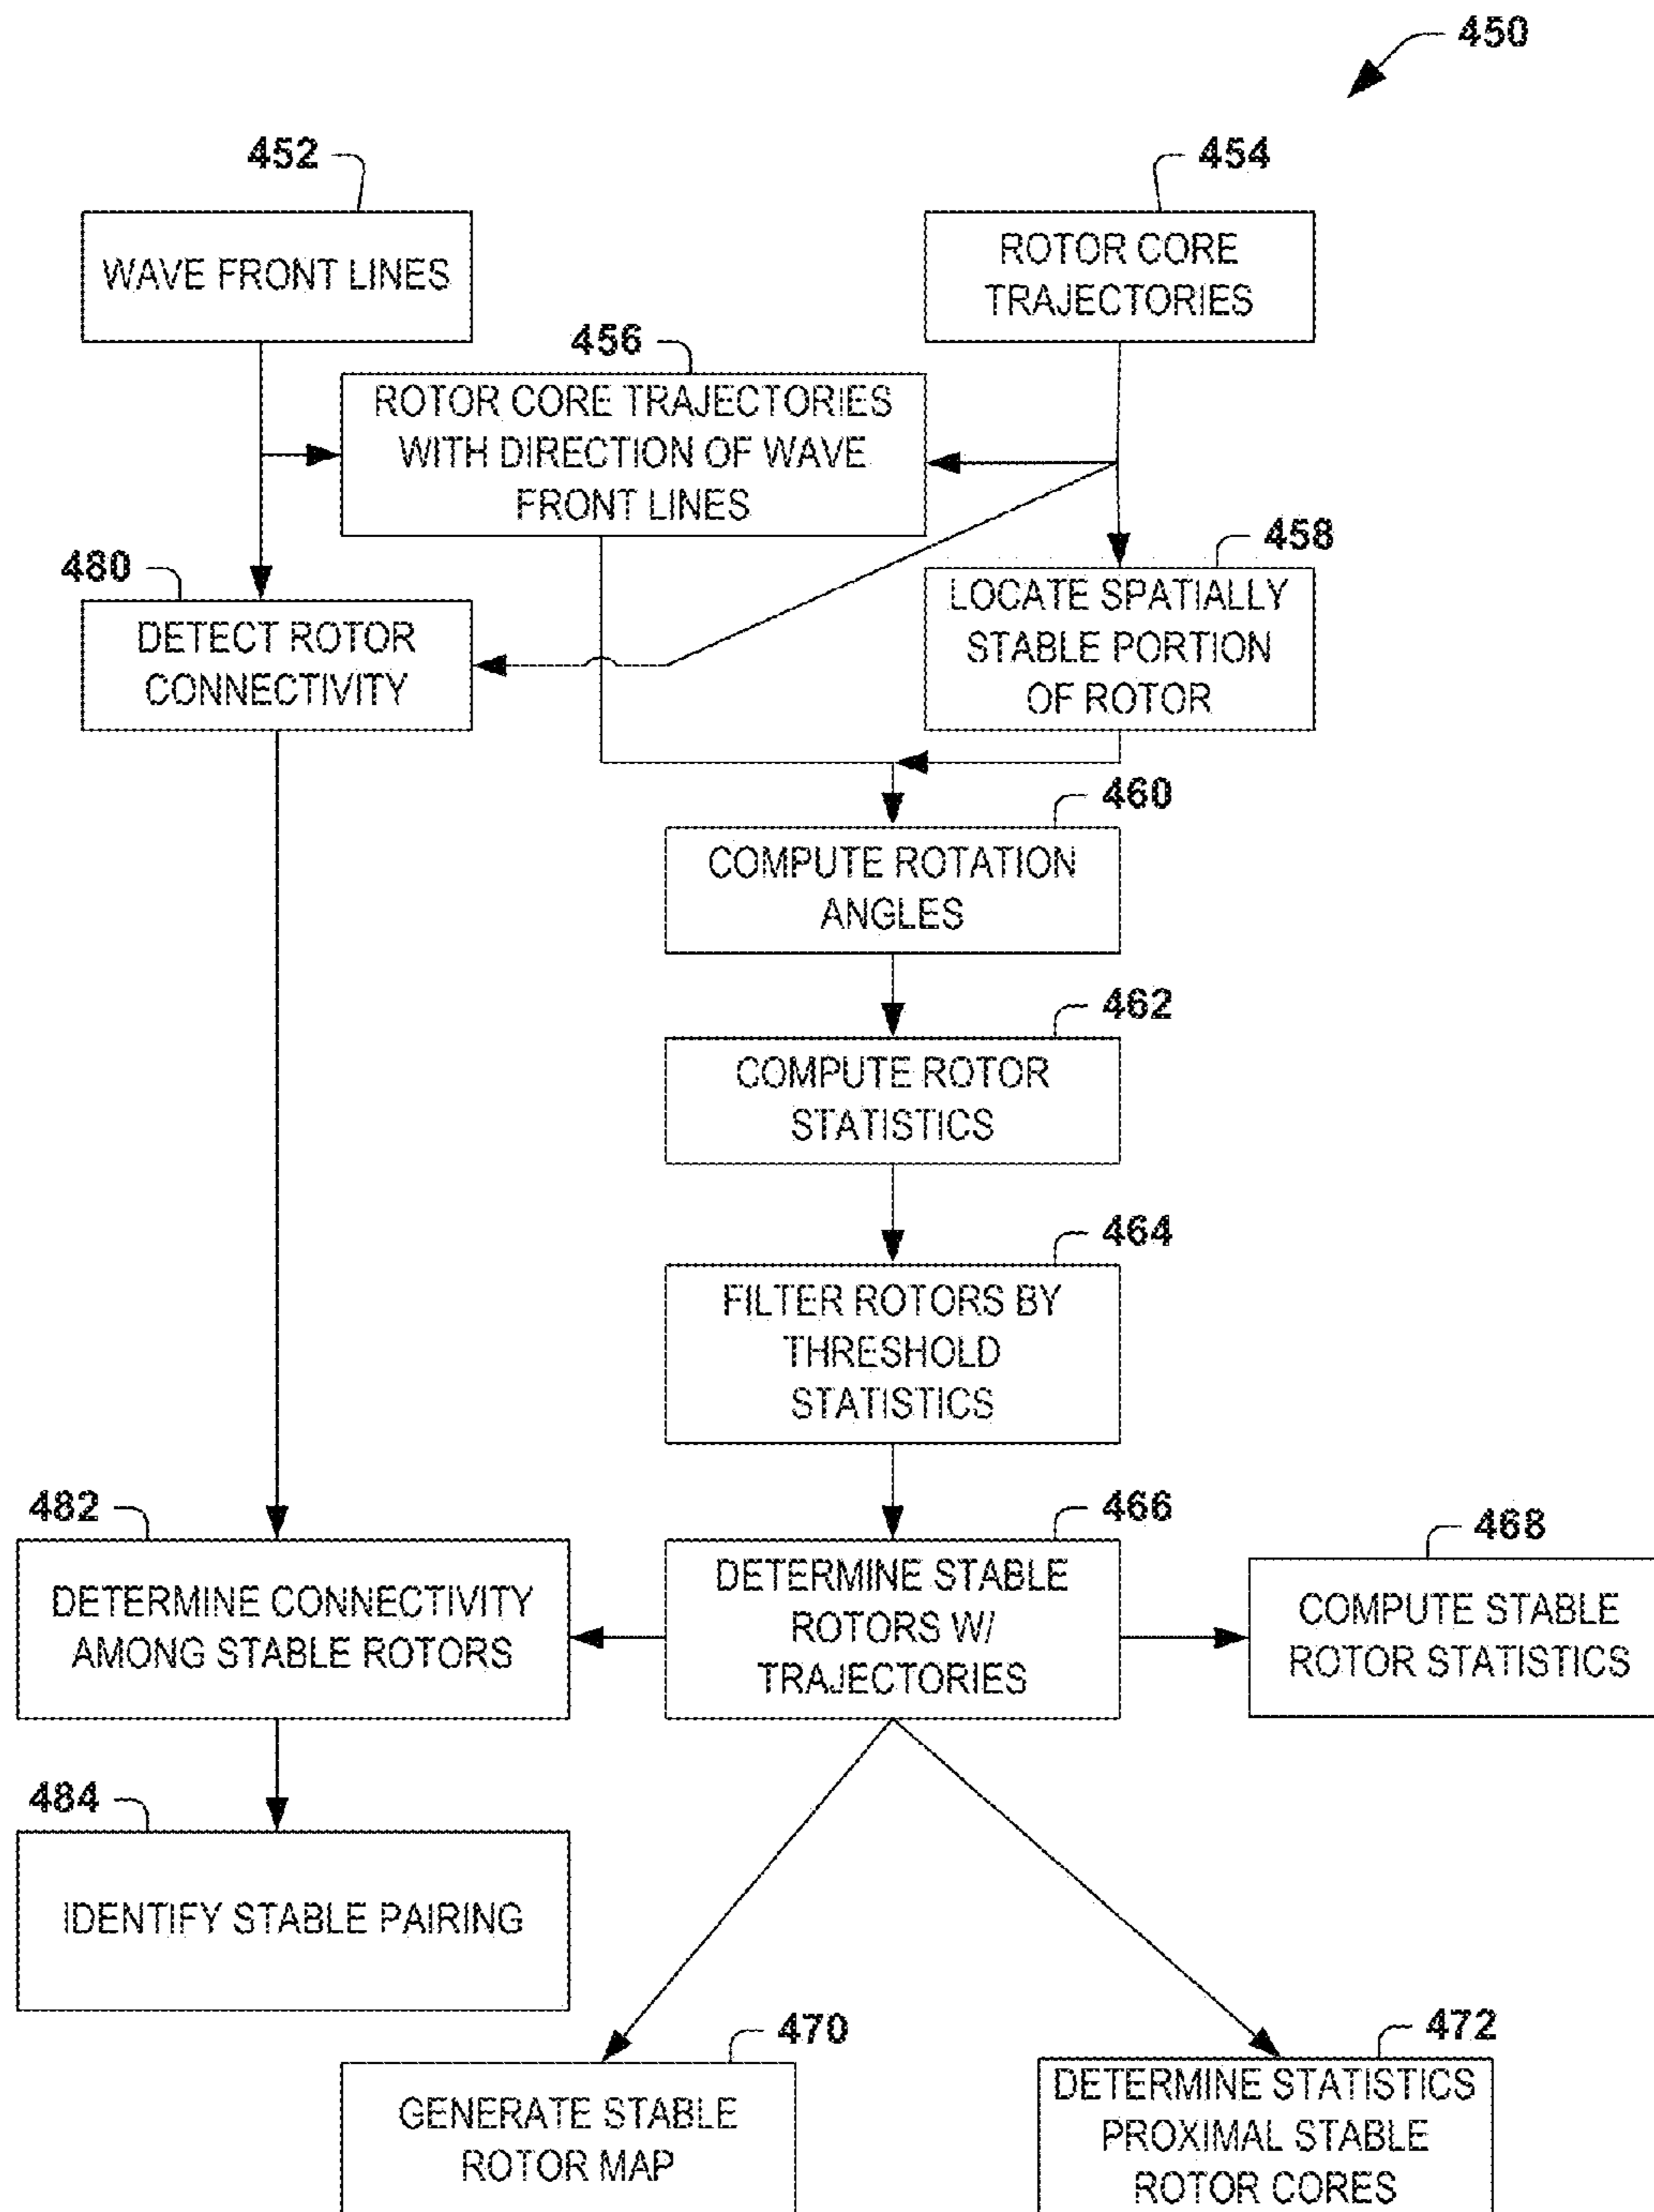 450
452
454
WAVE FRONT LINES
ROTOR CORE
TRAJECTORIES
456
ROTOR CORE TRAJECTORIES
WITH DIRECTION OF WAVE
FRONT LINES
458
480
LOCATE SPATIALLY
STABLE PORTION
OF ROTOR
DETECT ROTOR
CONNECTIVITY
460
COMPUTE ROTATION
ANGLES
462
COMPUTE ROTOR
STATISTICS
464
FILTER ROTORS BY
THRESHOLD
STATISTICS
482
466
468
DETERMINE CONNECTIVITY
AMONG STABLE ROTORS
DETERMINE STABLE
ROTORS W/
TRAJECTORIES
COMPUTE STABLE
ROTOR STATISTICS
484
IDENTIFY STABLE PAIRING
470
472
GENERATE STABLE
ROTOR MAP
DETERMINE STATISTICS
PROXIMAL STABLE
ROTOR CORES